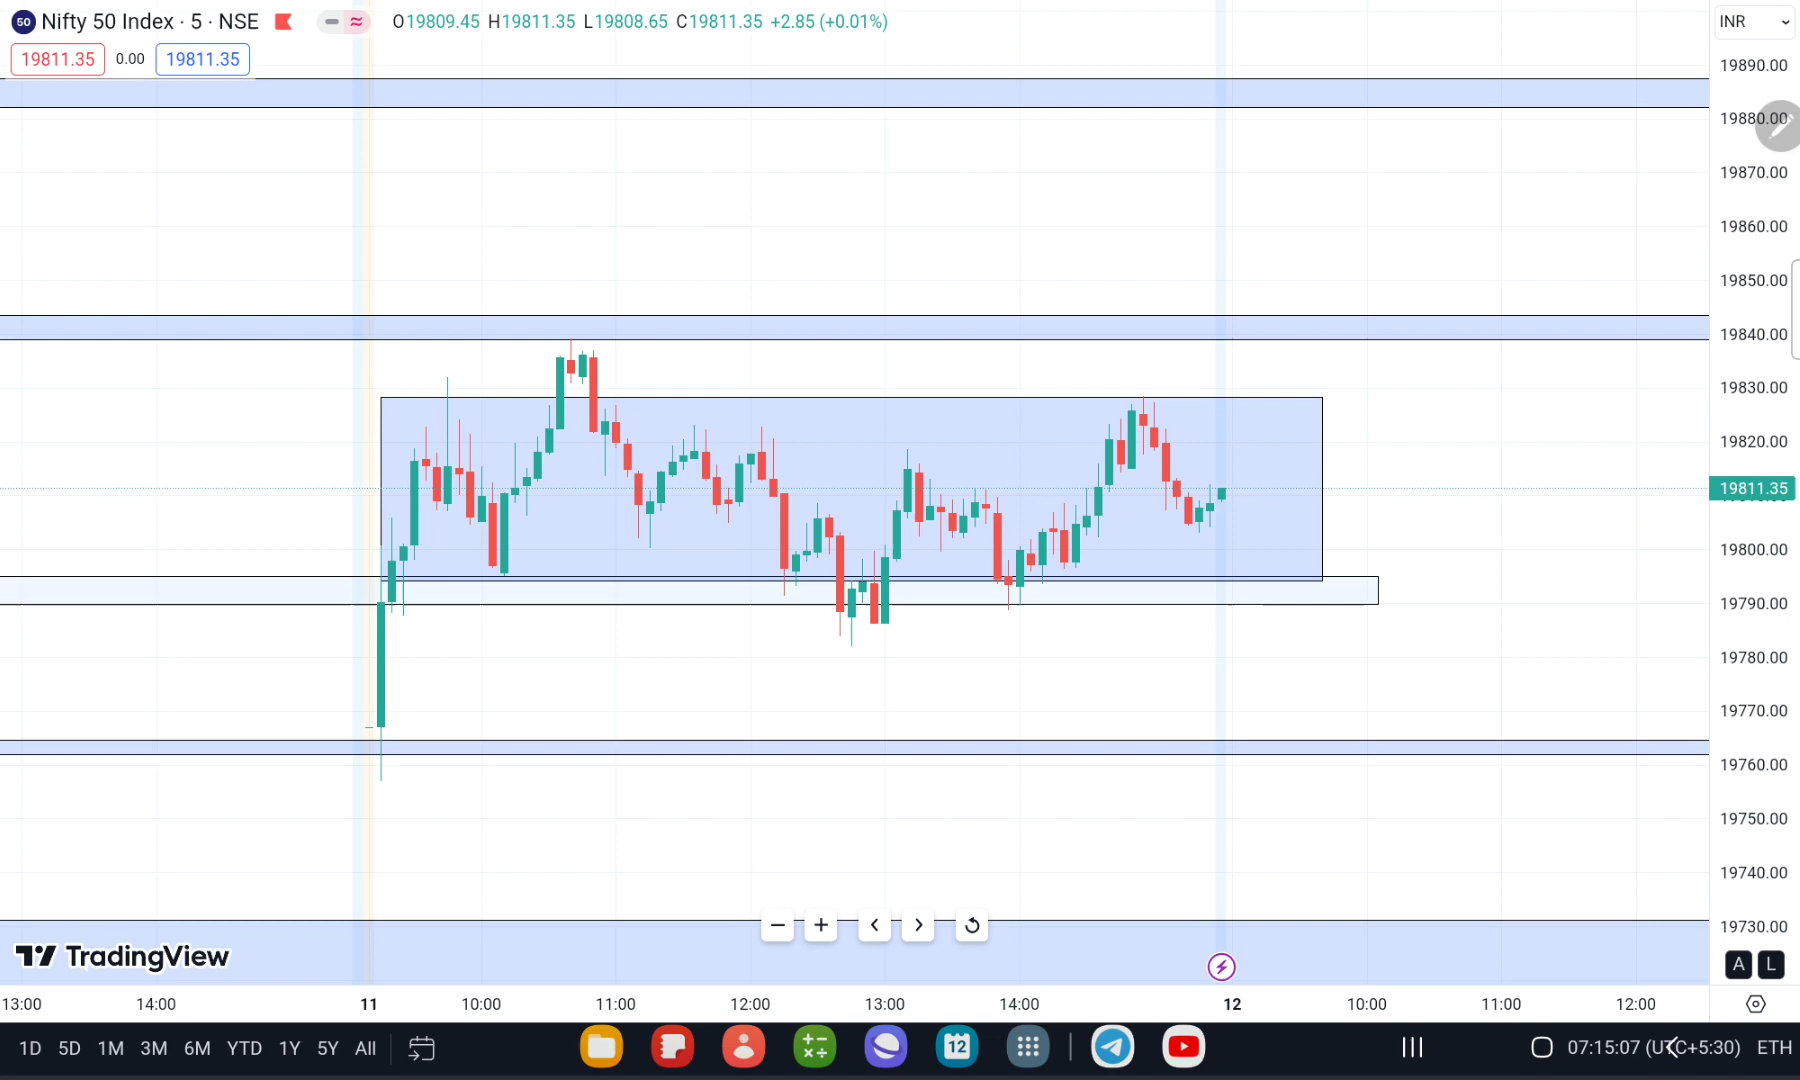 50 Nifty 50 Index · 5 · NSE O19809.45 H19811.35 L19808.65 C19811.35 +2.85 (+0.01%) INR
19811.35 0.00 19811.35
19890.00
19880.00
19870.00
19860.00
19850.00
19840.00
19830.00
19820.00
19811.35
19800.00
19790.00
19780.00
19770.00
19760.00
19750.00
19740.00
19730.00
TradingView
A L
13:00 14:00 11 10:00 11:00 12:00 13:00 14:00 12 10:00 11:00 12:00
1D 5D 1M 3M 6M YTD 1Y 5Y All 12 07:15:07 (UTC+5:30) ETH